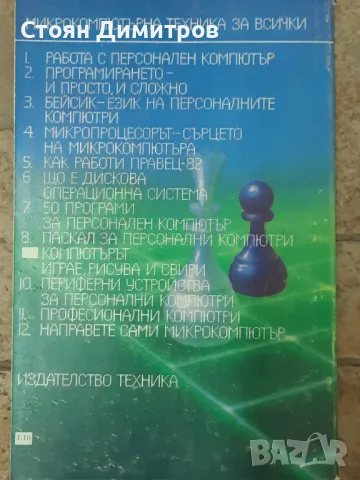 МИКРОКОМПЮТЪРНА ТЕХНИКА ЗА ВСИЧКИ
Стоян Димитров
1. РАБОТА С ПЕРСОНАЛЕН КОМПЮТЪР
2. ПРОГРАМИРАНЕТО-
И ПРОСТО, И СЛОЖНО
3. БЕЙСИК-ЕЗИК НА ПЕРСОНАЛНИТЕ
КОМПЮТРИ
4. МИКРОПРОЦЕСОРЪТ-СЪРЦЕТО
НА МИКРОКОМПЮТЪРА
5. КАК РАБОТИ ПРАВЕЦ-82
6. ЩО Е ДИСКОВА
ОПЕРАЦИОННА СИСТЕМА
7. 50 ПРОГРАМИ
ЗА ПЕРСОНАЛЕН КОМПЮТЪР
8. ПАСКАЛ ЗА ПЕРСОНАЛНИ КОМПЮТРИ
КОМПЮТЪРЪТ
ИГРАЕ, РИСУВА И СВИРИ
10. ПЕРИФЕРНИ УСТРОЙСТВА
ЗА ПЕРСОНАЛНИ КОМПЮТРИ
11. ПРОФЕСИОНАЛНИ КОМПЮТРИ
12. НАПРАВЕТЕ САМИ МИКРОКОМПЮТЪР
ИЗДАТЕЛСТВО ТЕХНИКА
BAZAR